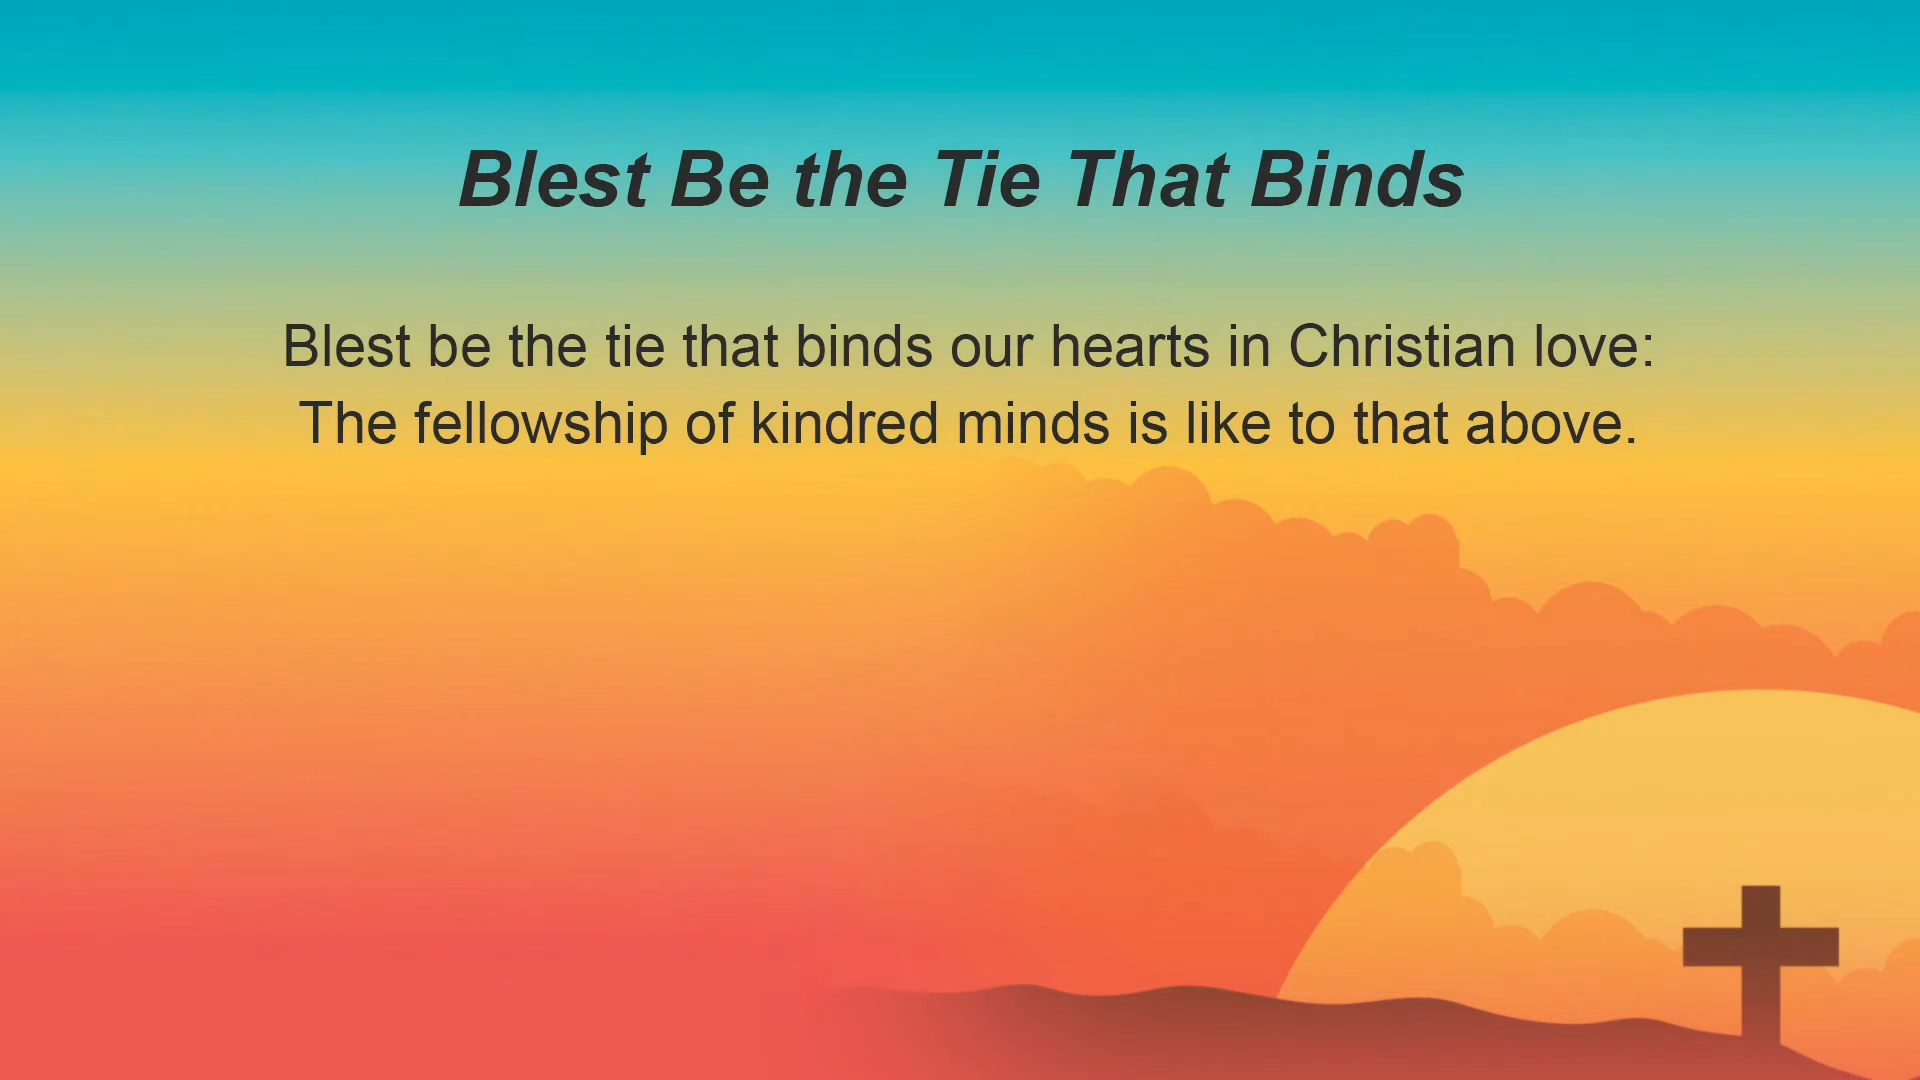 Blest Be the Tie That Binds
Blest be the tie that binds our hearts in Christian love:
The fellowship of kindred minds is like to that above.